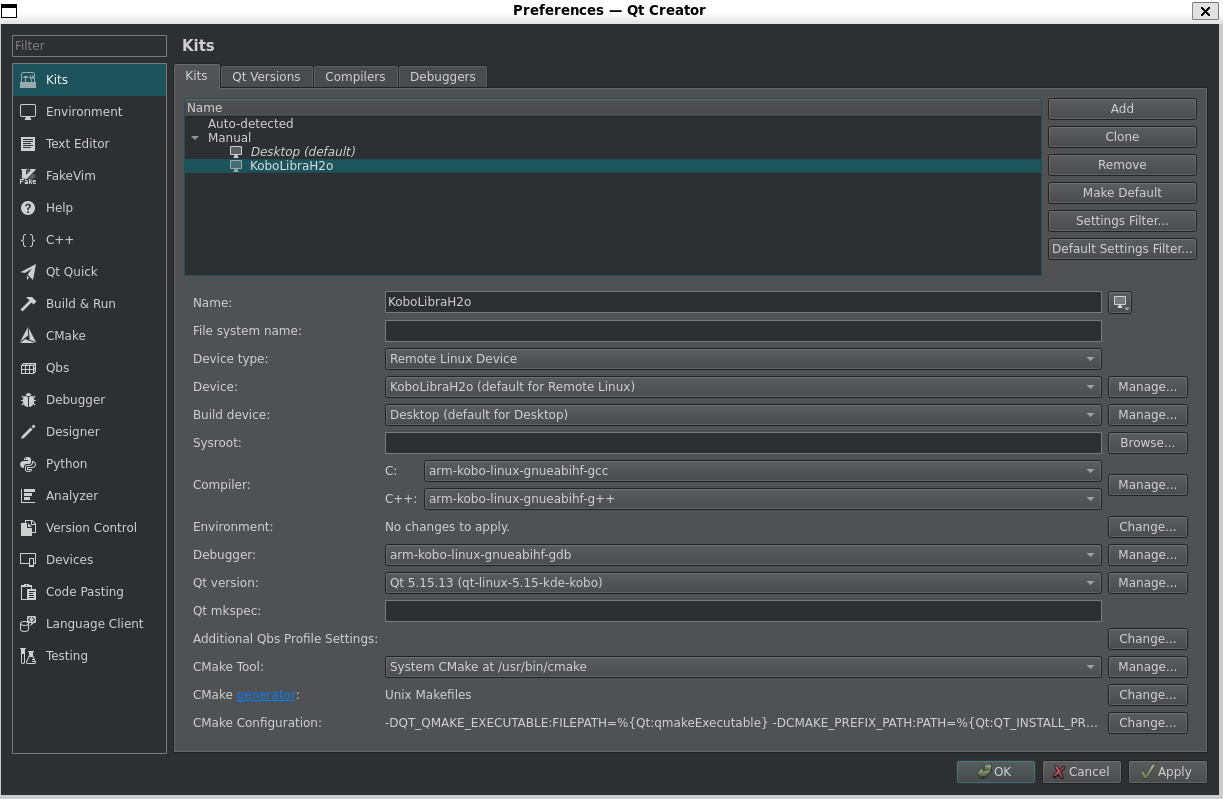 Preferences — Qt Creator
Filter
Kits
Environment
Text Editor
FakeVim
Help
C++
Qt Quick
Build & Run
CMake
Qbs
Debugger
Designer
Python
Analyzer
Version Control
Devices
Code Pasting
Language Client
Testing
Kits
Kits Qt Versions Compilers Debuggers
Name
Auto-detected
Manual
Desktop (default)
KoboLibraH2o
Add
Clone
Remove
Make Default
Settings Filter...
Default Settings Filter...
Name: KoboLibraH2o
File system name:
Device type: Remote Linux Device
Device: KoboLibraH2o (default for Remote Linux) Manage...
Build device: Desktop (default for Desktop) Manage...
Sysroot: Browse...
Compiler: C: arm-kobo-linux-gnueabihf-gcc Manage...
C++: arm-kobo-linux-gnueabihf-g++
Environment: No changes to apply. Change...
Debugger: arm-kobo-linux-gnueabihf-gdb Manage...
Qt version: Qt 5.15.13 (qt-linux-5.15-kde-kobo) Manage...
Qt mkspec:
Additional Qbs Profile Settings: Change...
CMake Tool: System CMake at /usr/bin/cmake Manage...
CMake generator: Unix Makefiles Change...
CMake Configuration: -DQT_QMAKE_EXECUTABLE:FILEPATH=%{Qt:qmakeExecutable} -DCMAKE_PREFIX_PATH:PATH=%{Qt:QT_INSTALL_PR... Change...
OK Cancel Apply